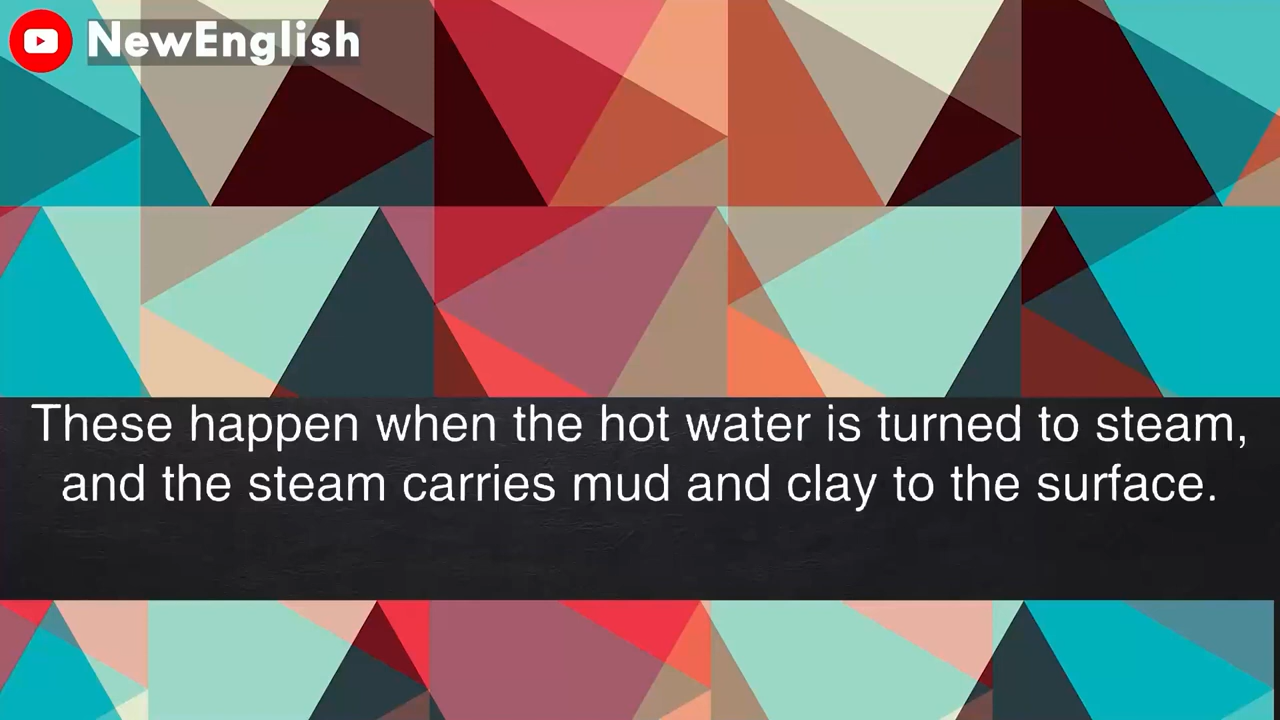 NewEnglish
These happen when the hot water is turned to steam,
and the steam carries mud and clay to the surface.